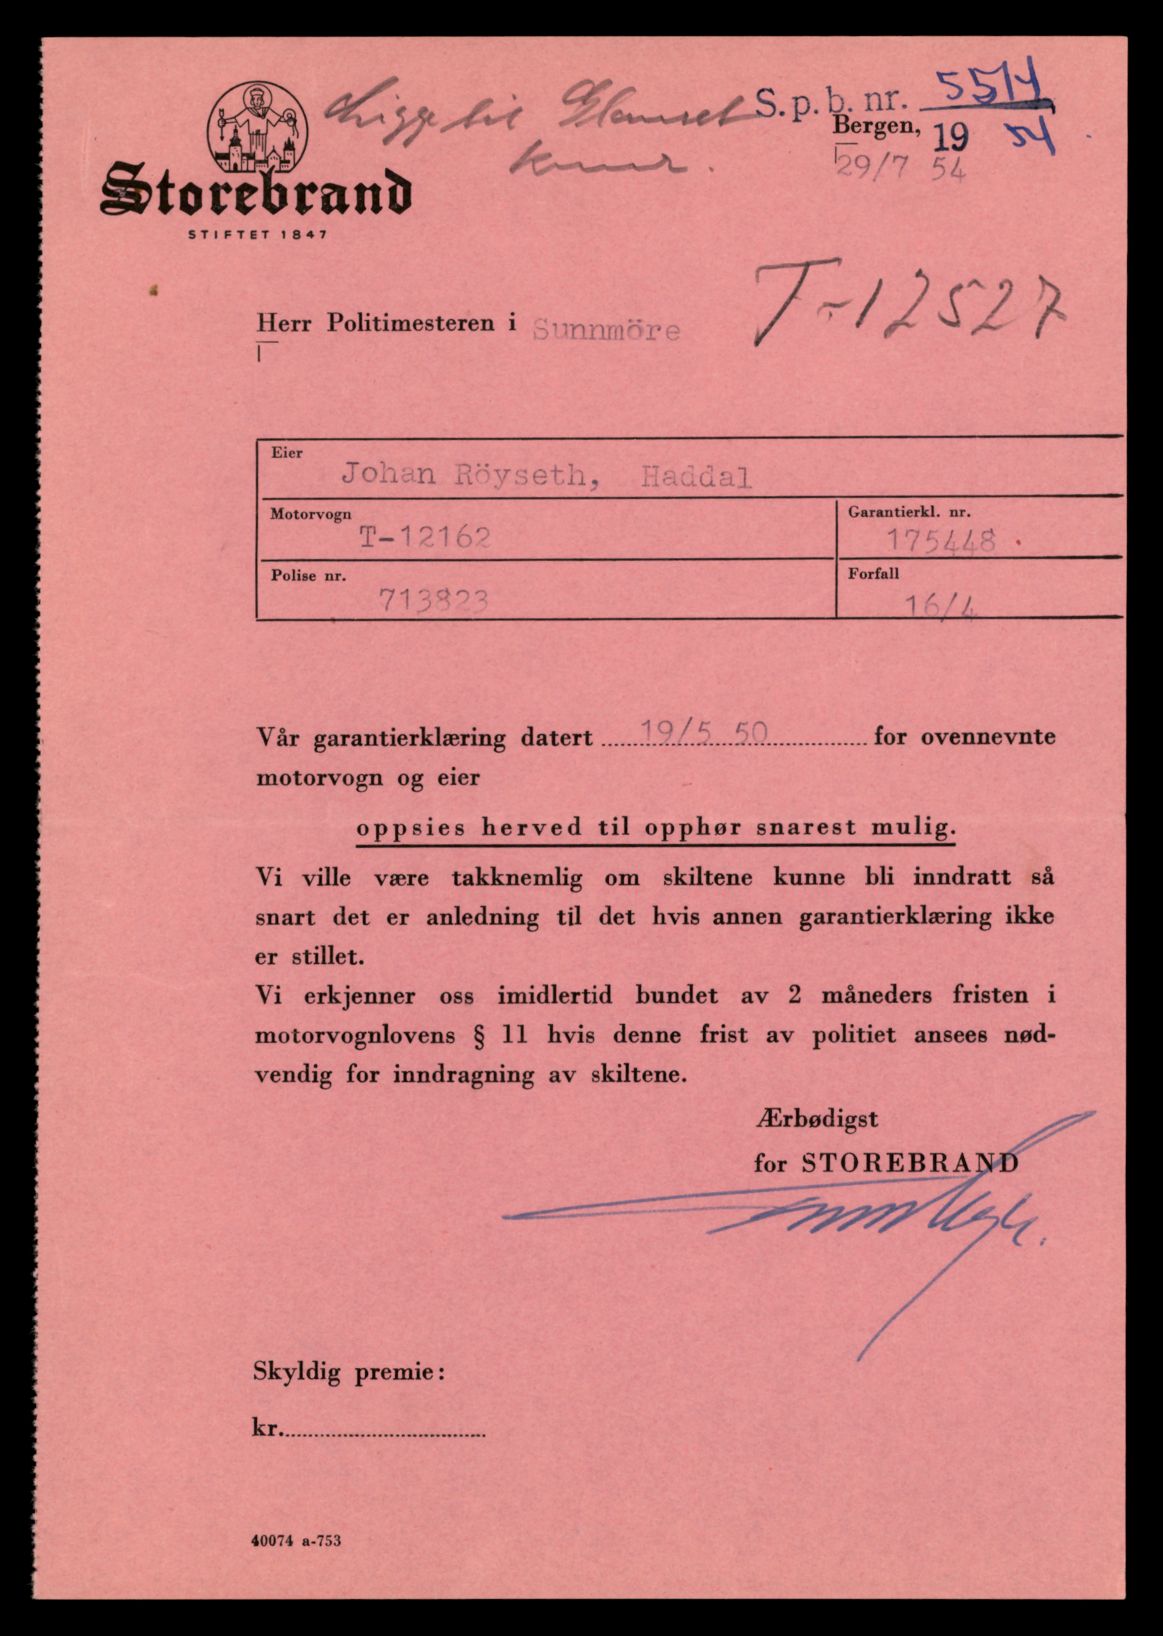 Ligge til
S.p.b. nr. 5514
Bergen, 19 54
29/7 54
Storebrand
STIFTET 1847
T-12527
Herr Politimesteren i Sunnmöre
Eier
Johan Röyseth, Haddal
Motorvogn
T-12162
Garantierkl. nr.
175448
Polise nr.
713823
Forfall
16/4
Vår garantierklæring datert 19/5 50 for ovennevnte
motorvogn og eier
oppsies herved til opphør snarest mulig.
Vi ville være takknemlig om skiltene kunne bli inndratt så
snart det er anledning til det hvis annen garantierklæring ikke
er stillet.
Vi erkjenner oss imidlertid bundet av 2 måneders fristen i
motorvognlovens § 11 hvis denne frist av politiet ansees nød-
vendig for inndragning av skiltene.
Ærbødigst
for STOREBRAND
Skyldig premie:
kr.
40074 a-753